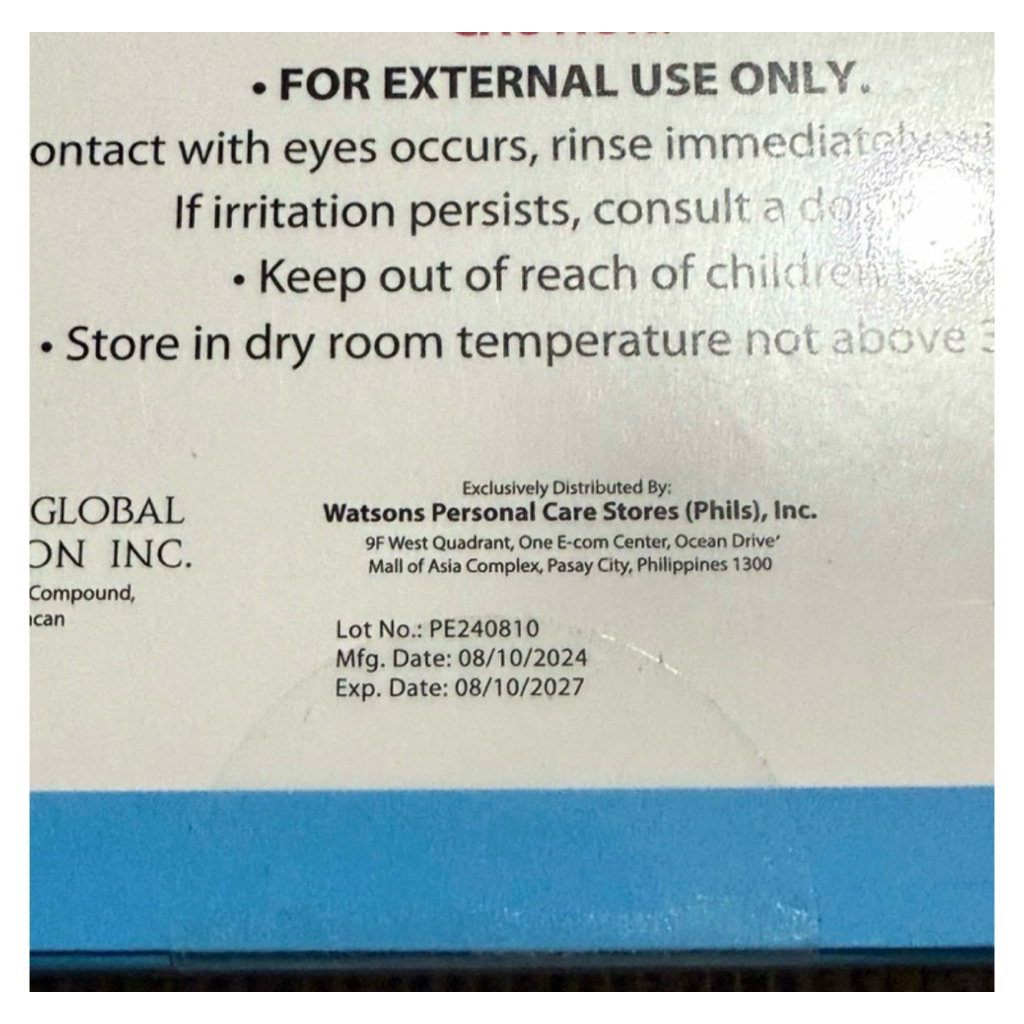 • FOR EXTERNAL USE ONLY.
ontact with eyes occurs, rinse immediately
If irritation persists, consult a
• Keep out of reach of children
• Store in dry room temperature not above
GLOBAL
ON INC.
Compound,
can
Exclusively Distributed By:
Watsons Personal Care Stores (Phils), Inc.
9F West Quadrant, One E-com Center, Ocean Drive
Mall of Asia Complex, Pasay City, Philippines 1300
Lot No.: PE240810
Mfg. Date: 08/10/2024
Exp. Date: 08/10/2027